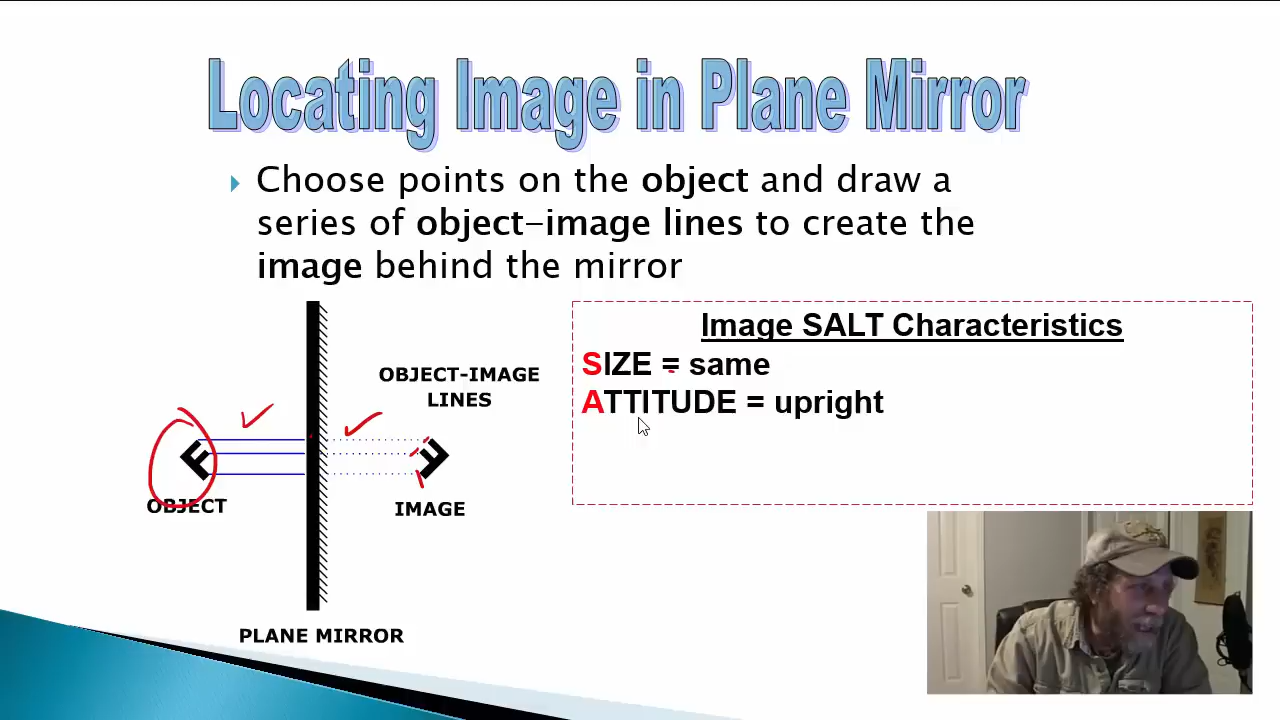 Locating Image in Plane Mirror
Choose points on the object and draw a
series of object-image lines to create the
image behind the mirror
Image SALT Characteristics
SIZE = same
ATTITUDE = upright
OBJECT-IMAGE
LINES
OBJECT
IMAGE
PLANE MIRROR